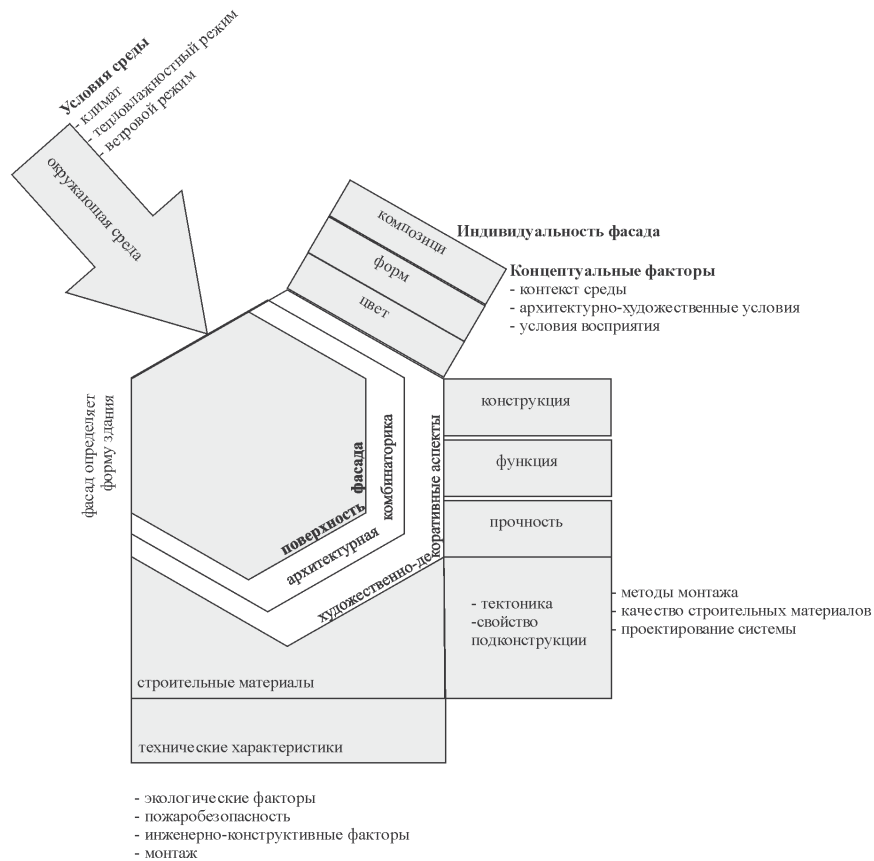 Условия среды
- климат
- тепловлажностный режим
- ветровой режим
окружающая среда
композици
форм
цвет
Индивидуальность фасада
Концептуальные факторы
- контекст среды
- архитектурно-художественные условия
- условия восприятия
фасад определяет
форму здания
поверхность фасада
архитектурная комбинаторика
художественно-декоративные аспекты
конструкция
функция
прочность
- тектоника
-свойство
подконструкции
- методы монтажа
- качество строительных материалов
- проектирование системы
строительные материалы
технические характеристики
- экологические факторы
- пожаробезопасность
- инженерно-конструктивные факторы
- монтаж